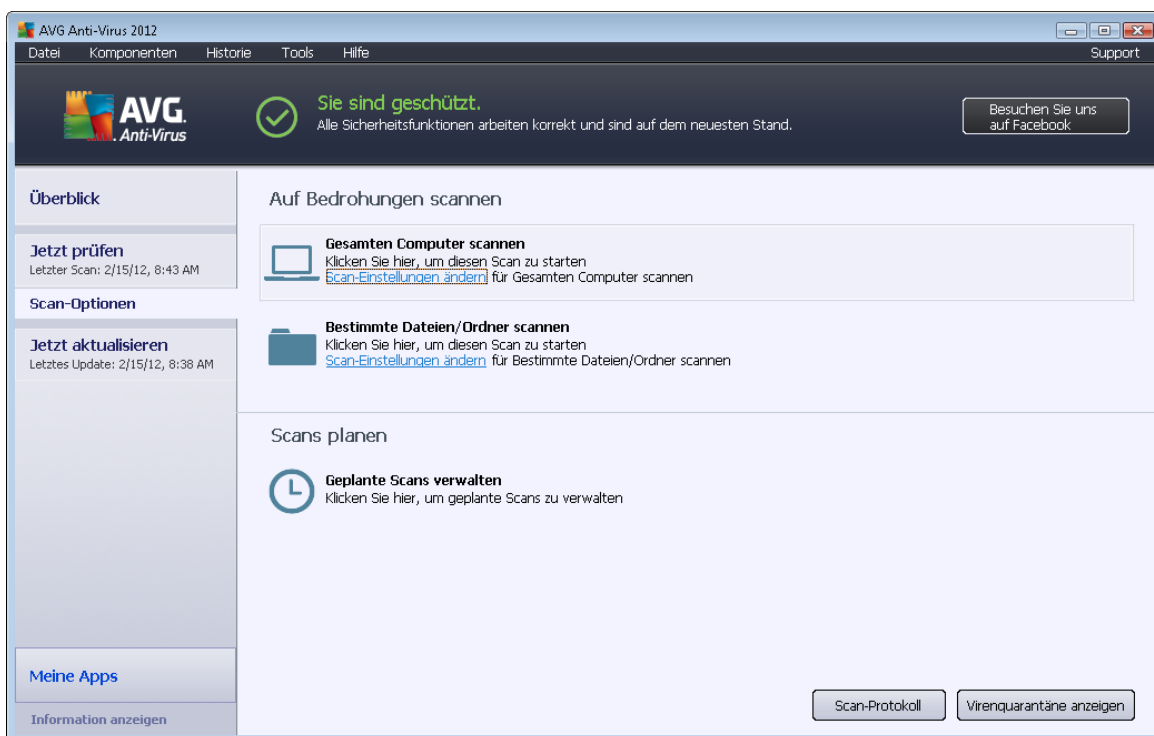 AVG Anti-Virus 2012
Datei Komponenten Historie Tools Hilfe Support
AVG.
Anti-Virus
Sie sind geschützt.
Alle Sicherheitsfunktionen arbeiten korrekt und sind auf dem neuesten Stand.
Besuchen Sie uns
auf Facebook
Überblick
Jetzt prüfen
Letzter Scan: 2/15/12, 8:43 AM
Scan-Optionen
Jetzt aktualisieren
Letztes Update: 2/15/12, 8:38 AM
Meine Apps
Information anzeigen
Auf Bedrohungen scannen
Gesamten Computer scannen
Klicken Sie hier, um diesen Scan zu starten
Scan-Einstellungen ändern für Gesamten Computer scannen
Bestimmte Dateien/Ordner scannen
Klicken Sie hier, um diesen Scan zu starten
Scan-Einstellungen ändern für Bestimmte Dateien/Ordner scannen
Scans planen
Geplante Scans verwalten
Klicken Sie hier, um geplante Scans zu verwalten
Scan-Protokoll
Virenquarantäne anzeigen